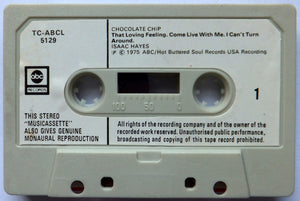 TC-ABCL
5129
CHOCOLATE CHIP
That Loving Feeling. Come Live With Me. I Can't Turn
Around.
ISAAC HAYES
℗ © 1975 ABC/Hot Buttered Soul Records USA Recording
abc
Records
100 50 0
1
THIS STEREO
"MUSICASSETTE"
ALSO GIVES GENUINE
MONAURAL REPRODUCTION
All rights of the recording company and of the owner of the
recorded work reserved. Unauthorised public performance,
broadcasting and copying of this tape record prohibited.